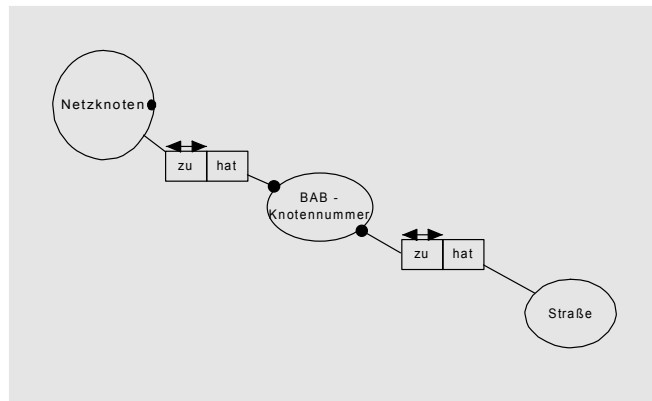 Netzknoten
zu hat
BAB -
Knotennummer
zu hat
Straße